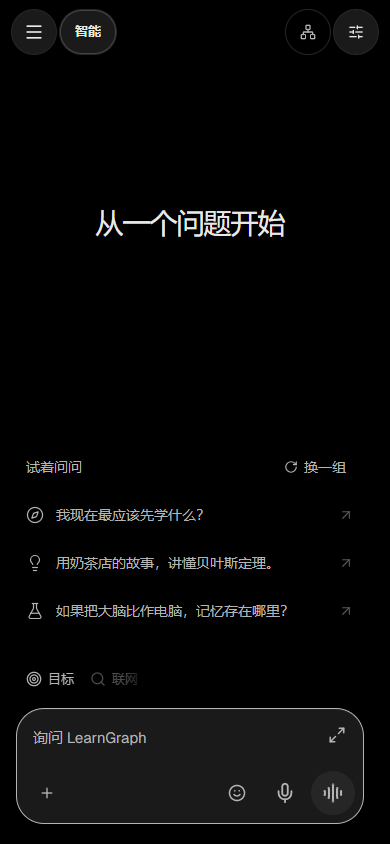 智能
从一个问题开始
试着问问
换一组
我现在最应该先学什么?
用奶茶店的故事，讲懂贝叶斯定理。
如果把大脑比作电脑，记忆存在哪里?
目标 联网
询问 LearnGraph